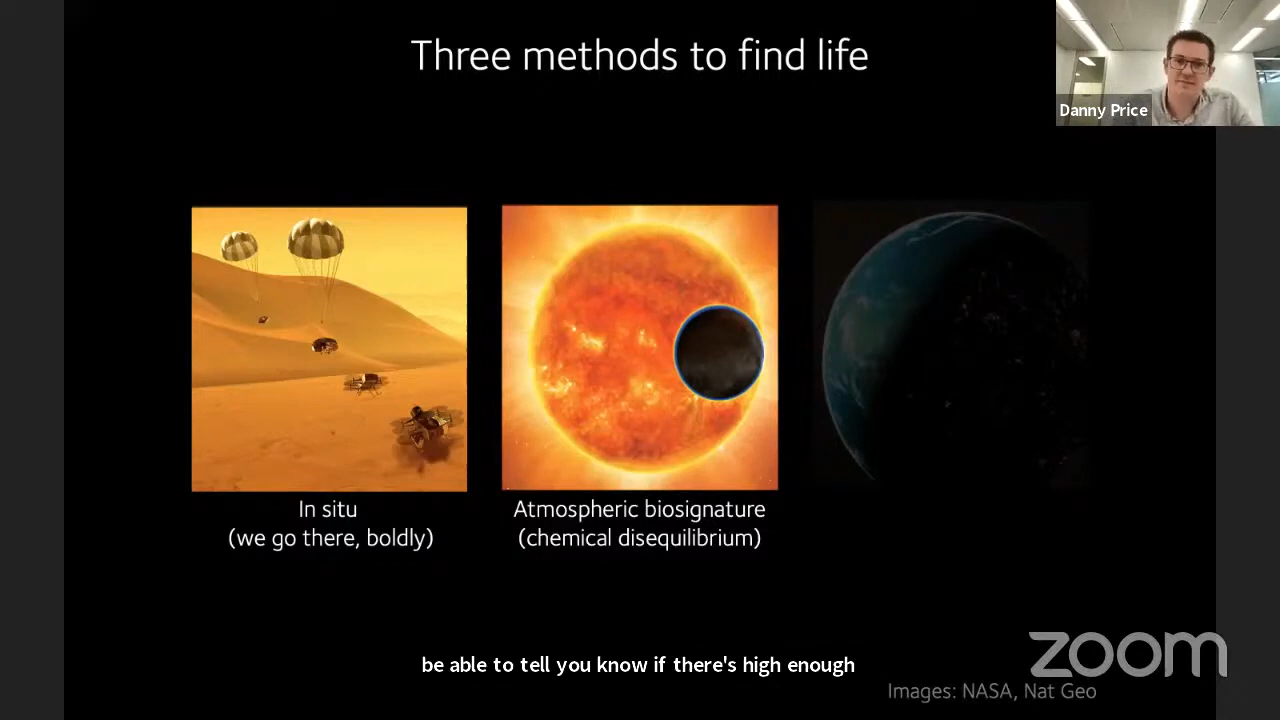 Three methods to find life
Danny Price
In situ
(we go there, boldly)
Atmospheric biosignature
(chemical disequilibrium)
be able to tell you know if there's high enough
zoom
Images: NASA, Nat Geo